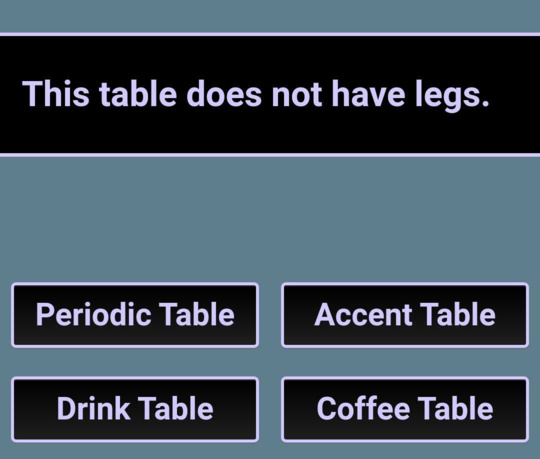 This table does not have legs.
Periodic Table
Accent Table
Drink Table
Coffee Table